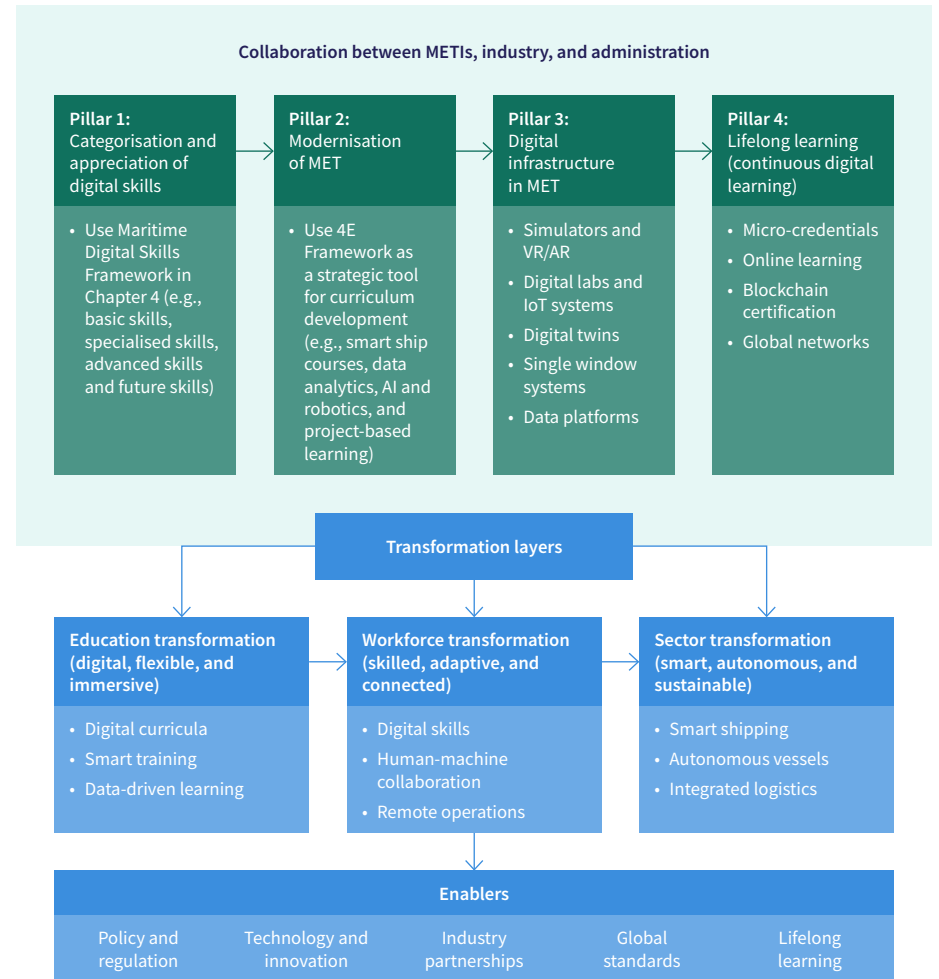 Collaboration between METIs, industry, and administration
Pillar 1:
Categorisation and
appreciation of
digital skills
• Use Maritime
Digital Skills
Framework in
Chapter 4 (e.g.,
basic skills,
specialised skills,
advanced skills
and future skills)
Pillar 2:
Modernisation
of MET
• Use 4E
Framework as
a strategic tool
for curriculum
development
(e.g., smart ship
courses, data
analytics, AI and
robotics, and
project-based
learning)
Pillar 3:
Digital
infrastructure
in MET
• Simulators and
VR/AR
• Digital labs and
IoT systems
• Digital twins
• Single window
systems
• Data platforms
Pillar 4:
Lifelong learning
(continuous digital
learning)
• Micro-credentials
• Online learning
• Blockchain
certification
• Global networks
Transformation layers
Education transformation
(digital, flexible, and
immersive)
• Digital curricula
• Smart training
• Data-driven learning
Workforce transformation
(skilled, adaptive, and
connected)
• Digital skills
• Human-machine
collaboration
• Remote operations
Sector transformation
(smart, autonomous, and
sustainable)
• Smart shipping
• Autonomous vessels
• Integrated logistics
Enablers
Policy and
regulation
Technology and
innovation
Industry
partnerships
Global
standards
Lifelong
learning